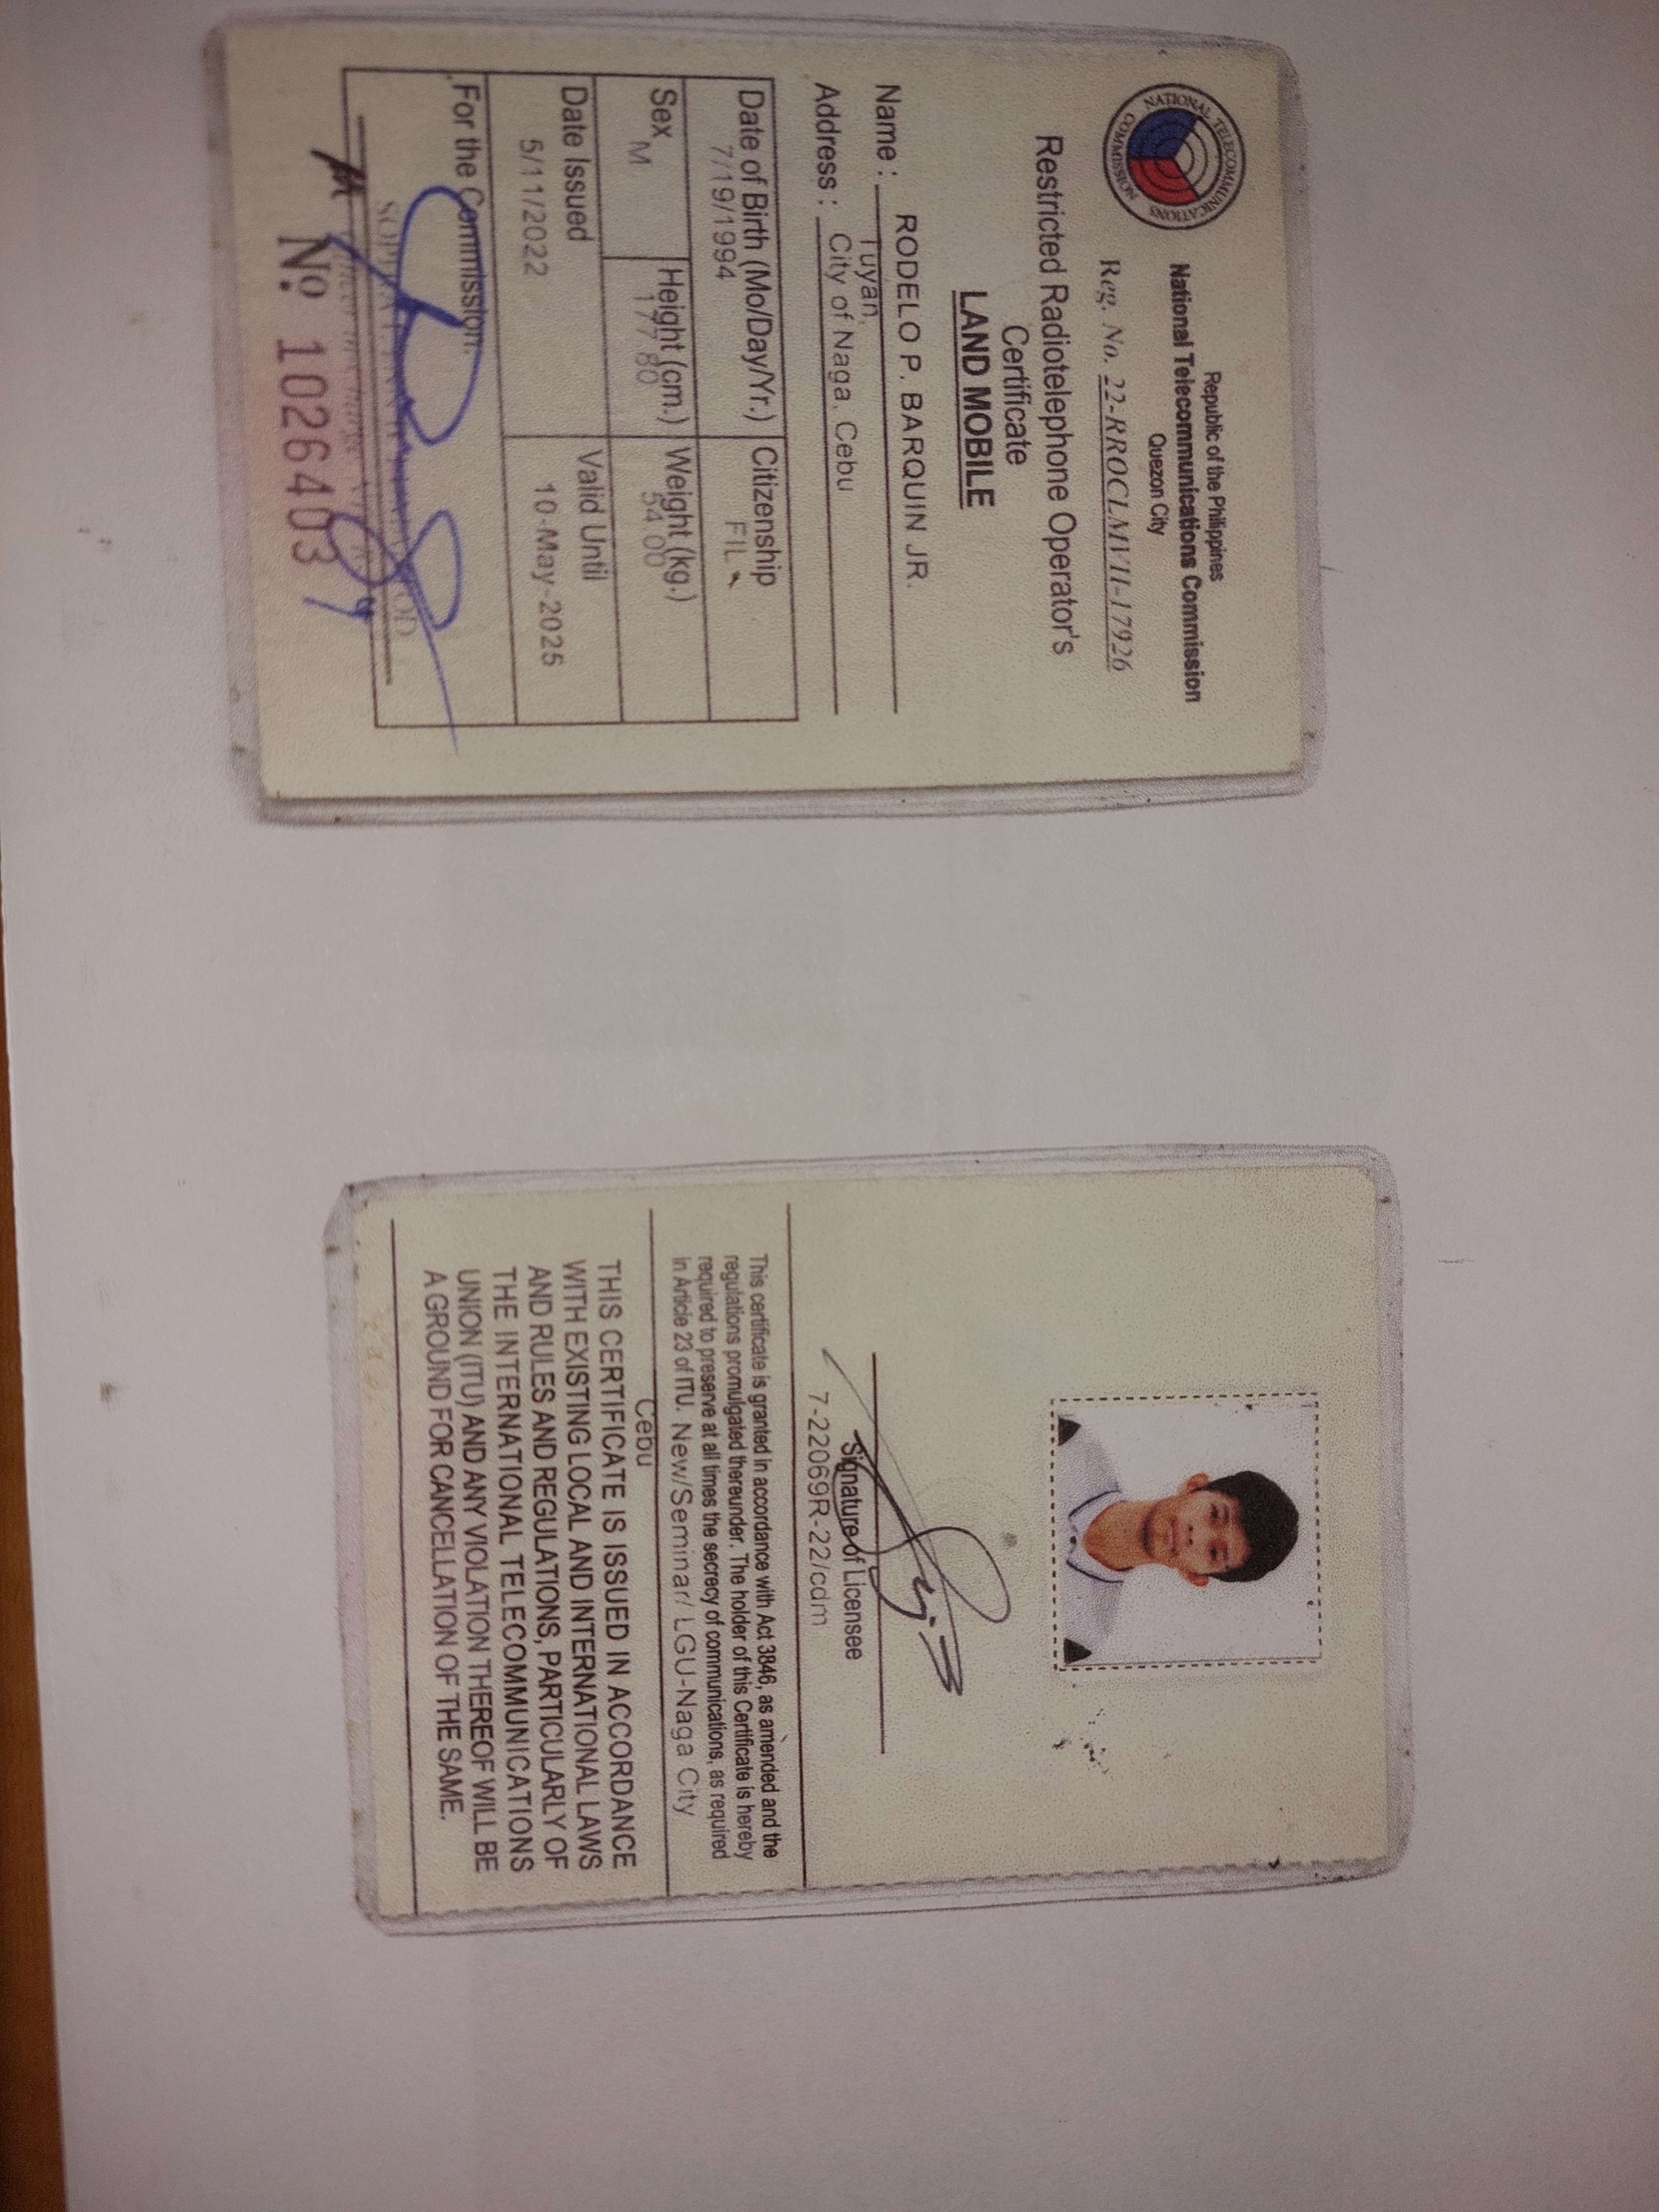 NATIONAL TELECOMMUNICATIONS COMMISSION
Republic of the Philippines
National Telecommunications Commission
Quezon City
Reg. No. 22-RROCLMVII-17926
Restricted Radiotelephone Operator's
Certificate
LAND MOBILE
Name : RODELO P. BARQUIN JR.
Tuyan,
Address : City of Naga, Cebu
Date of Birth (Mo/Day/Yr.) Citizenship
7/19/1994 FIL
Sex Height (cm.) Weight (kg.)
M 177.80 54.00
Date Issued Valid Until
5/11/2022 10-May-2025
For the Commission:
No 1026403
Signature of Licensee
7-22069R-22/cdm
This certificate is granted in accordance with Act 3846, as amended and the
regulations promulgated thereunder. The holder of this Certificate is hereby
required to preserve at all times the secrecy of communications, as required
in Article 23 of ITU. New/Seminar/ LGU-Naga City
Cebu
THIS CERTIFICATE IS ISSUED IN ACCORDANCE
WITH EXISTING LOCAL AND INTERNATIONAL LAWS
AND RULES AND REGULATIONS, PARTICULARLY OF
THE INTERNATIONAL TELECOMMUNICATIONS
UNION (ITU) AND ANY VIOLATION THEREOF WILL BE
A GROUND FOR CANCELLATION OF THE SAME.